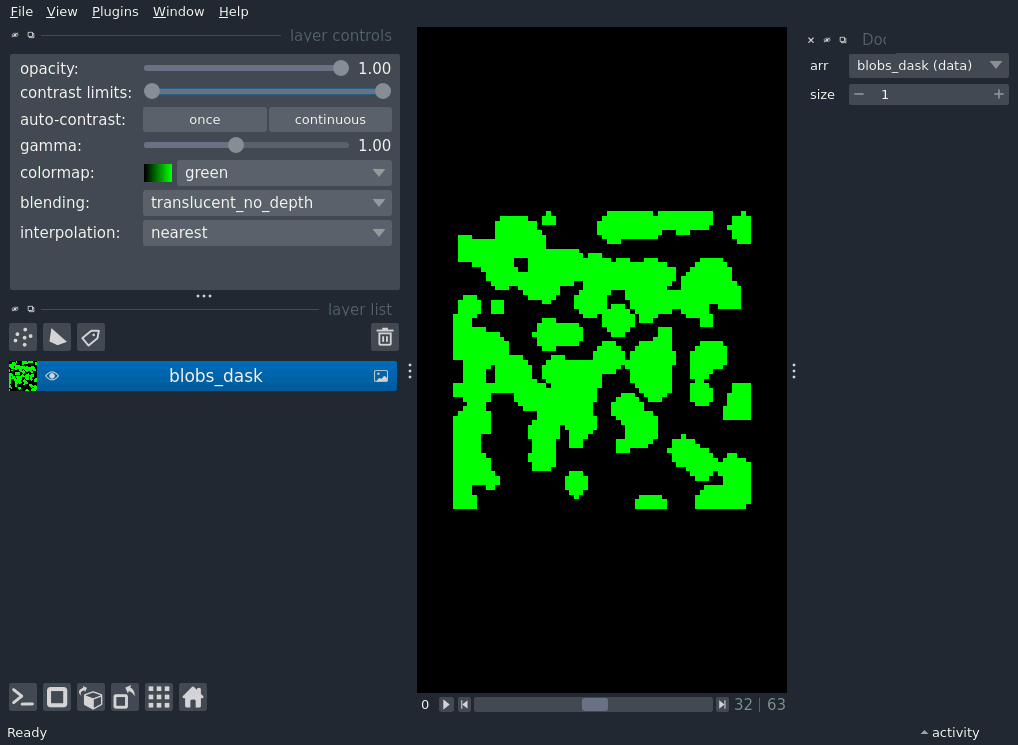 File View Plugins Window Help
layer controls
opacity: 1.00
contrast limits:
auto-contrast: once continuous
gamma: 1.00
colormap: green
blending: translucent_no_depth
interpolation: nearest
layer list
blobs_dask
0 32 | 63
Ready
arr blobs_dask (data)
size 1
activity